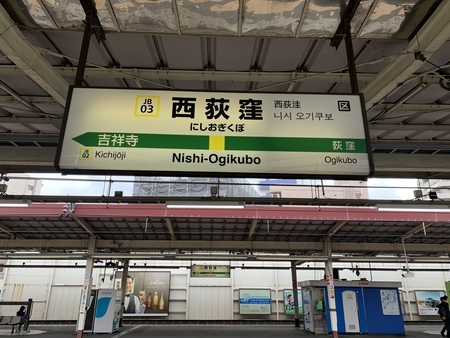 JB
03
西荻窪
にしおぎくぼ
Nishi-Ogikubo
西荻洼
니시 오기쿠보
区
吉祥寺
Kichijōji
JB
02
荻窪
Ogikubo